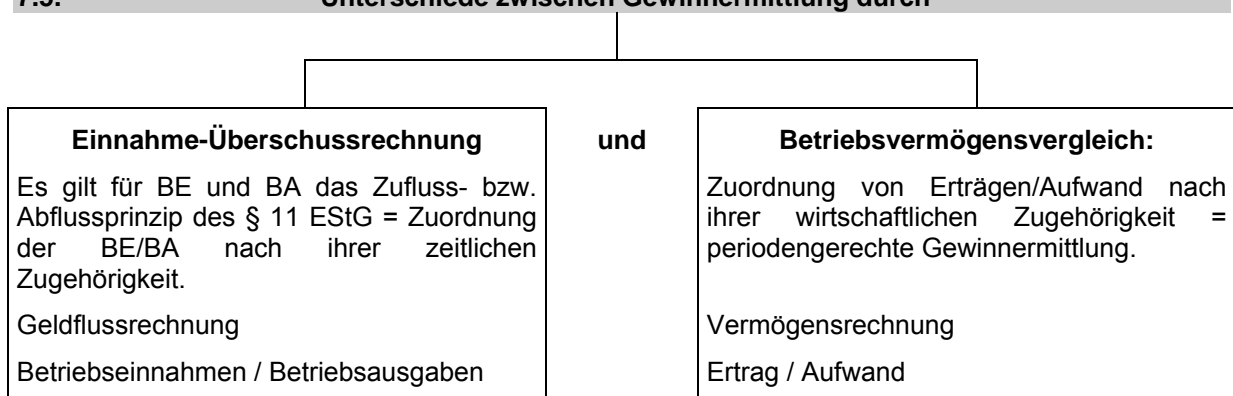 7.5. Unterschiede zwischen Gewinnermittlung durch
Einnahme-Überschussrechnung
Es gilt für BE und BA das Zufluss- bzw.
Abflussprinzip des § 11 EStG = Zuordnung
der BE/BA nach ihrer zeitlichen
Zugehörigkeit.
Geldflussrechnung
Betriebseinnahmen / Betriebsausgaben
und
Betriebsvermögensvergleich:
Zuordnung von Erträgen/Aufwand nach
ihrer wirtschaftlichen Zugehörigkeit =
periodengerechte Gewinnermittlung.
Vermögensrechnung
Ertrag / Aufwand